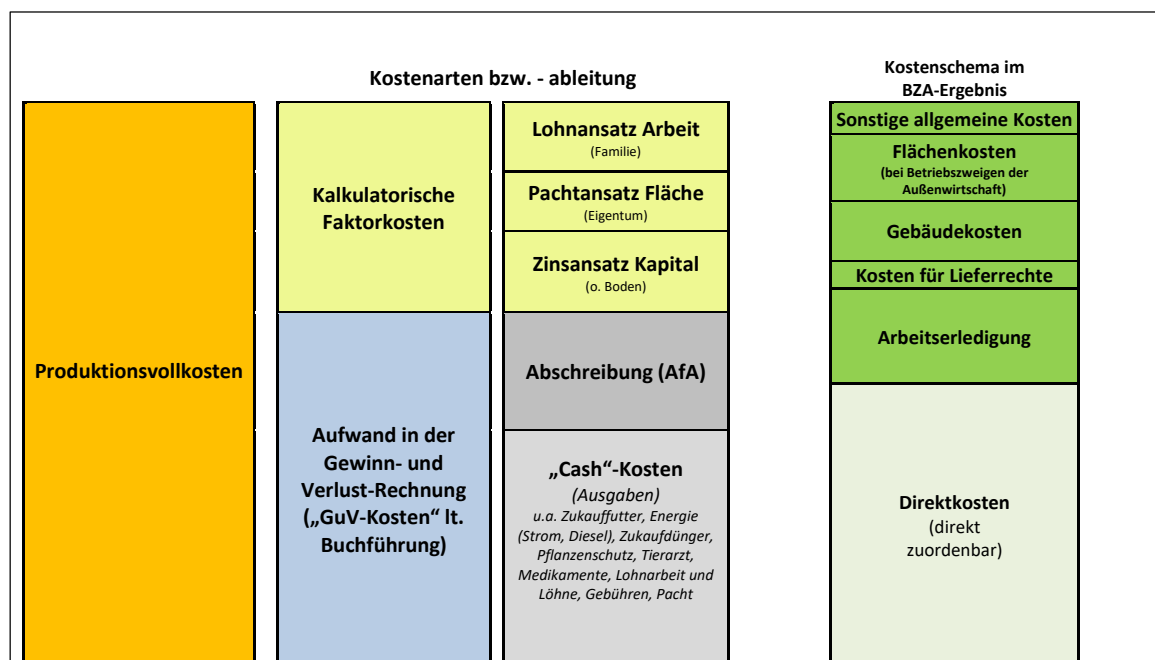 Kostenarten bzw. - ableitung
Kostenschema im
BZA-Ergebnis
Produktionsvollkosten
Kalkulatorische
Faktorkosten
Aufwand in der
Gewinn- und
Verlust-Rechnung
(„GuV-Kosten“ lt.
Buchführung)
Lohnansatz Arbeit
(Familie)
Pachtansatz Fläche
(Eigentum)
Zinsansatz Kapital
(o. Boden)
Abschreibung (AfA)
„Cash“-Kosten
(Ausgaben)
u.a. Zukauffutter, Energie
(Strom, Diesel), Zukaufdünger,
Pflanzenschutz, Tierarzt,
Medikamente, Lohnarbeit und
Löhne, Gebühren, Pacht
Sonstige allgemeine Kosten
Flächenkosten
(bei Betriebszweigen der
Außenwirtschaft)
Gebäudekosten
Kosten für Lieferrechte
Arbeitserledigung
Direktkosten
(direkt
zuordenbar)